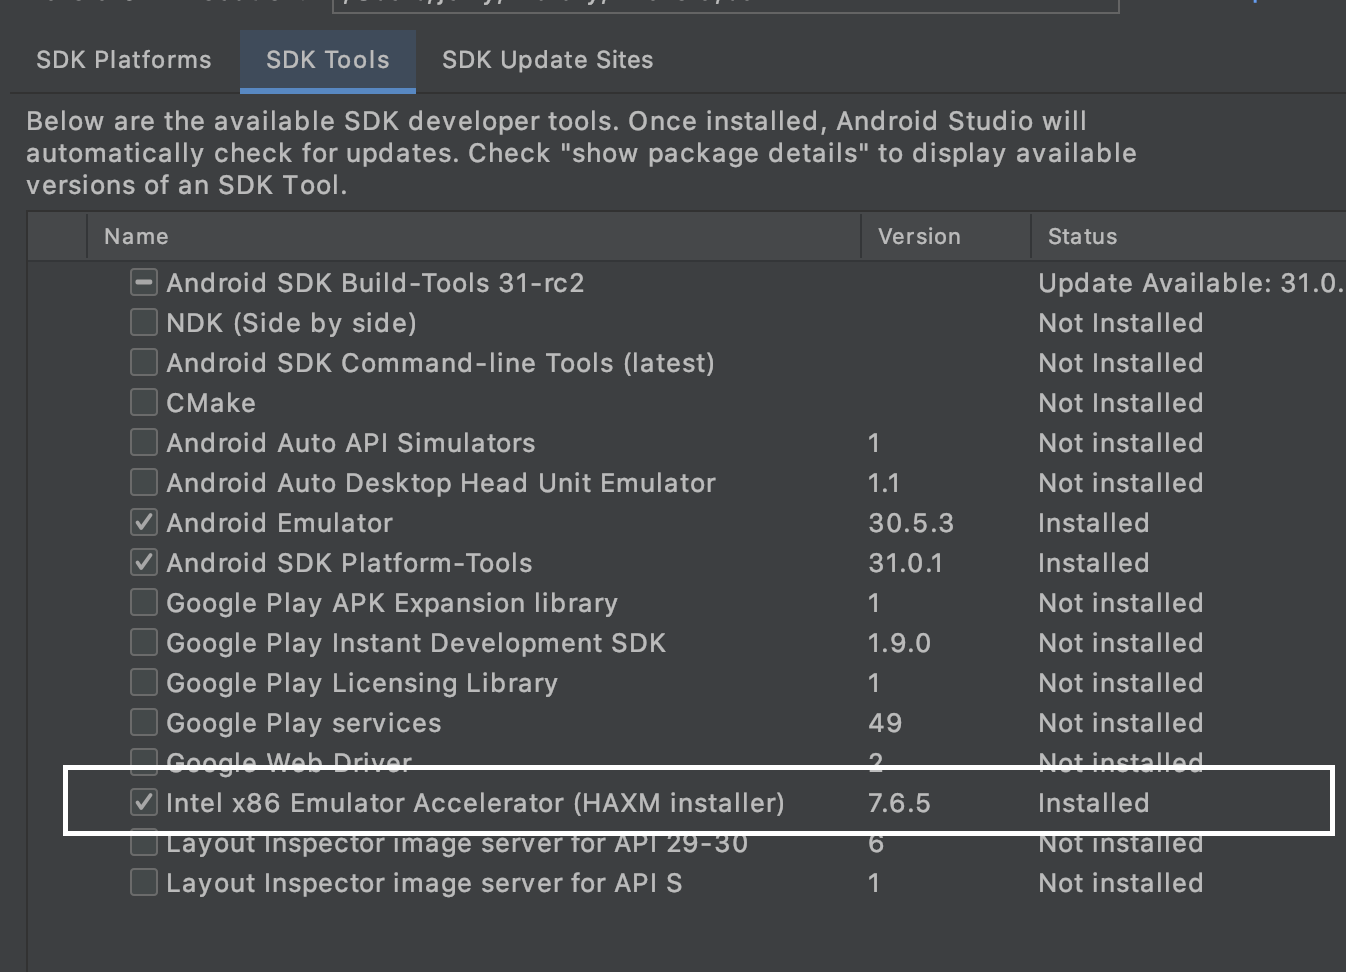 SDK Platforms SDK Tools SDK Update Sites
Below are the available SDK developer tools. Once installed, Android Studio will
automatically check for updates. Check "show package details" to display available
versions of an SDK Tool.
Name Version Status
Android SDK Build-Tools 31-rc2 Update Available: 31.0.
NDK (Side by side) Not Installed
Android SDK Command-line Tools (latest) Not Installed
CMake Not Installed
Android Auto API Simulators 1 Not installed
Android Auto Desktop Head Unit Emulator 1.1 Not installed
Android Emulator 30.5.3 Installed
Android SDK Platform-Tools 31.0.1 Installed
Google Play APK Expansion library 1 Not installed
Google Play Instant Development SDK 1.9.0 Not installed
Google Play Licensing Library 1 Not installed
Google Play services 49 Not installed
Google Web Driver 2 Not installed
Intel x86 Emulator Accelerator (HAXM installer) 7.6.5 Installed
Layout Inspector image server for API 29-30 6 Not installed
Layout Inspector image server for API S 1 Not installed